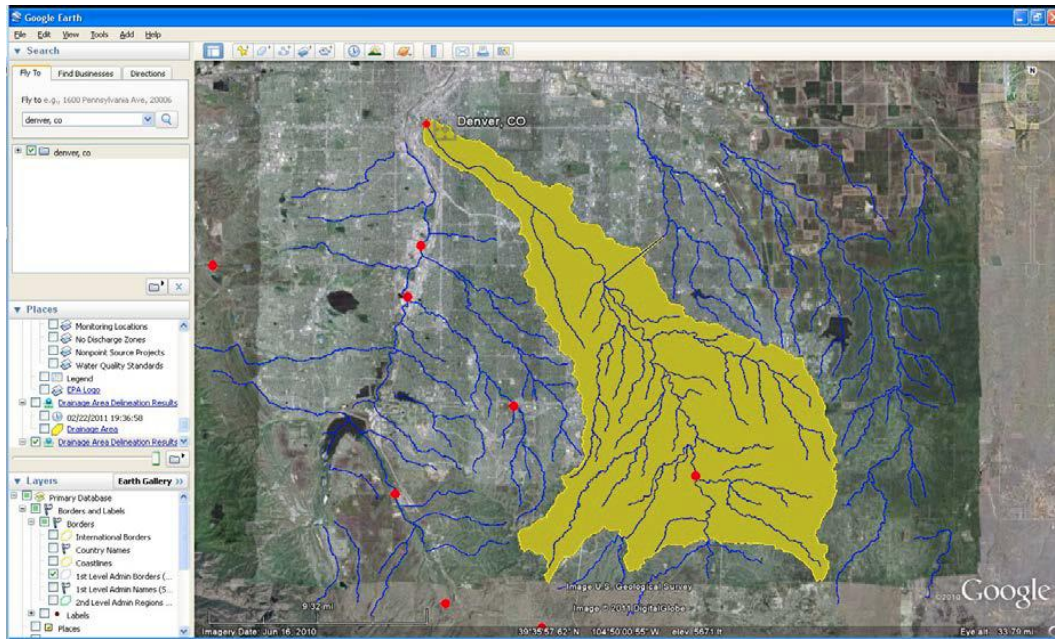 Google Earth
File Edit View Tools Add Help
Search
Fly To Find Businesses Directions
Fly to e.g., 1600 Pennsylvania Ave, 20006
denver, co
denver, co
Places
Monitoring Locations
No Discharge Zones
Nonpoint Source Projects
Water Quality Standards
Legend
EPA Logo
Drainage Area Delineation Results
02/22/2011 19:36:58
Drainage Area
Drainage Area Delineation Results
Layers Earth Gallery >>
Primary Database
Borders and Labels
Borders
International Borders
Country Names
Coastlines
1st Level Admin Borders (...
1st Level Admin Names (S...
2nd Level Admin Regions ...
Labels
Places
N
Denver, CO
Image U.S. Geological Survey
Image © 2011 DigitalGlobe
9.32 mi
©2010 Google
Imagery Date: Jun 16, 2010 39°35'57.62" N 104°50'00.55" W elev 5671 ft Eye alt 33.79 mi